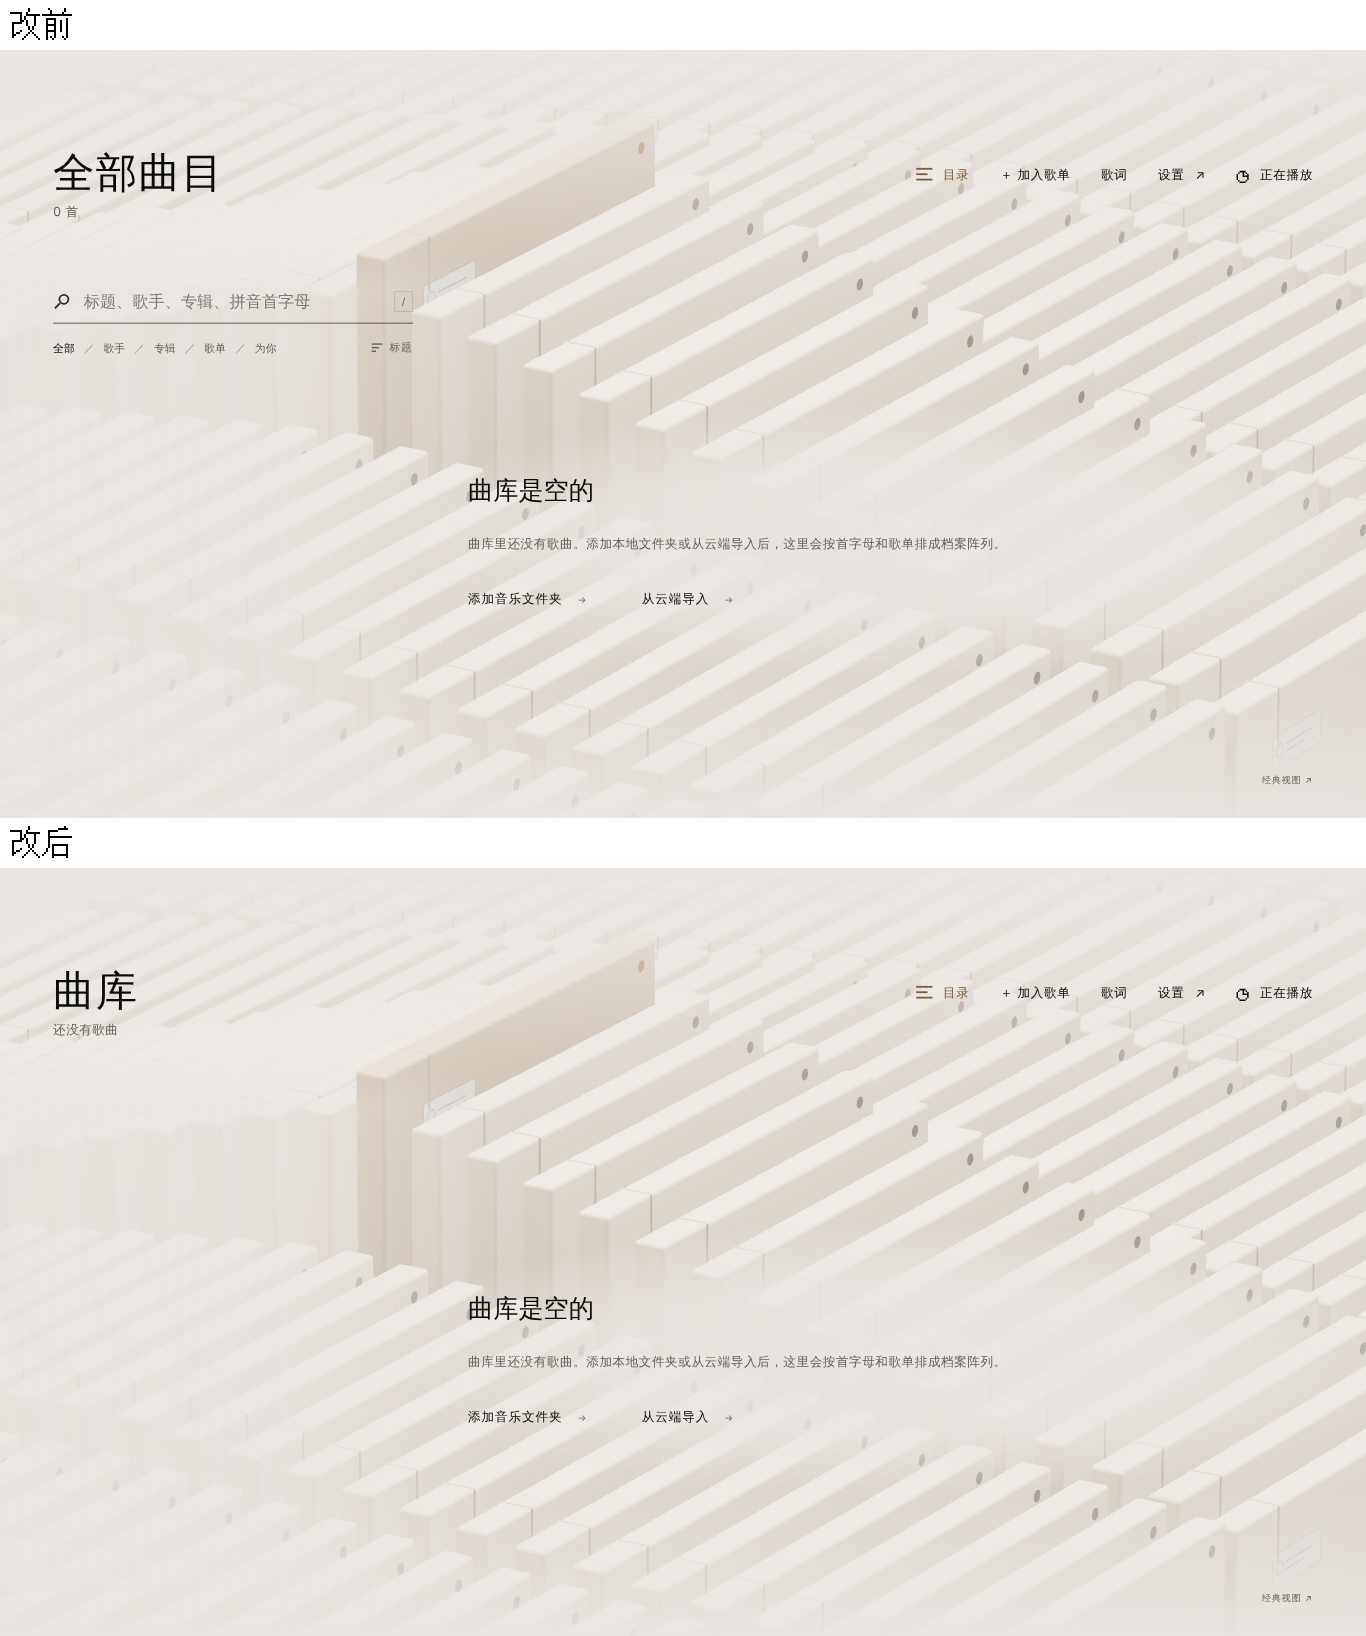 改前
全部曲目
0 首
目录 + 加入歌单 歌词 设置 ↗ 正在播放
标题、歌手、专辑、拼音首字母 /
全部 / 歌手 / 专辑 / 歌单 / 为你 标题
曲库是空的
曲库里还没有歌曲。添加本地文件夹或从云端导入后，这里会按首字母和歌单排成档案阵列。
添加音乐文件夹 → 从云端导入 →
经典视图 ↗
改后
曲库
还没有歌曲
目录 + 加入歌单 歌词 设置 ↗ 正在播放
曲库是空的
曲库里还没有歌曲。添加本地文件夹或从云端导入后，这里会按首字母和歌单排成档案阵列。
添加音乐文件夹 → 从云端导入 →
经典视图 ↗